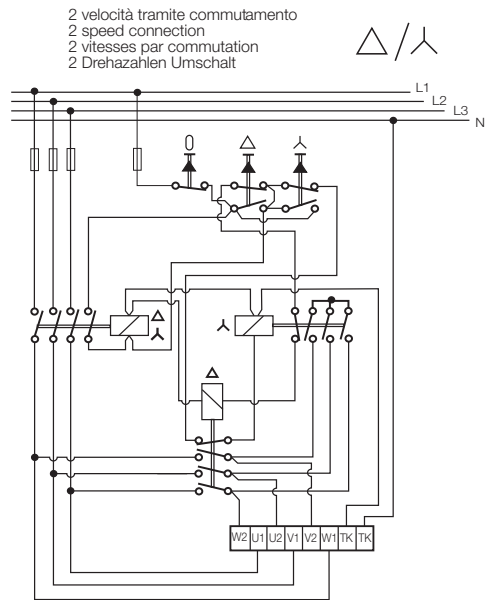 2 velocità tramite commutamento
2 speed connection
2 vitesses par commutation
2 Drehazahlen Umschalt
L1
L2
L3
N
W2 U1 U2 V1 V2 W1 TK TK